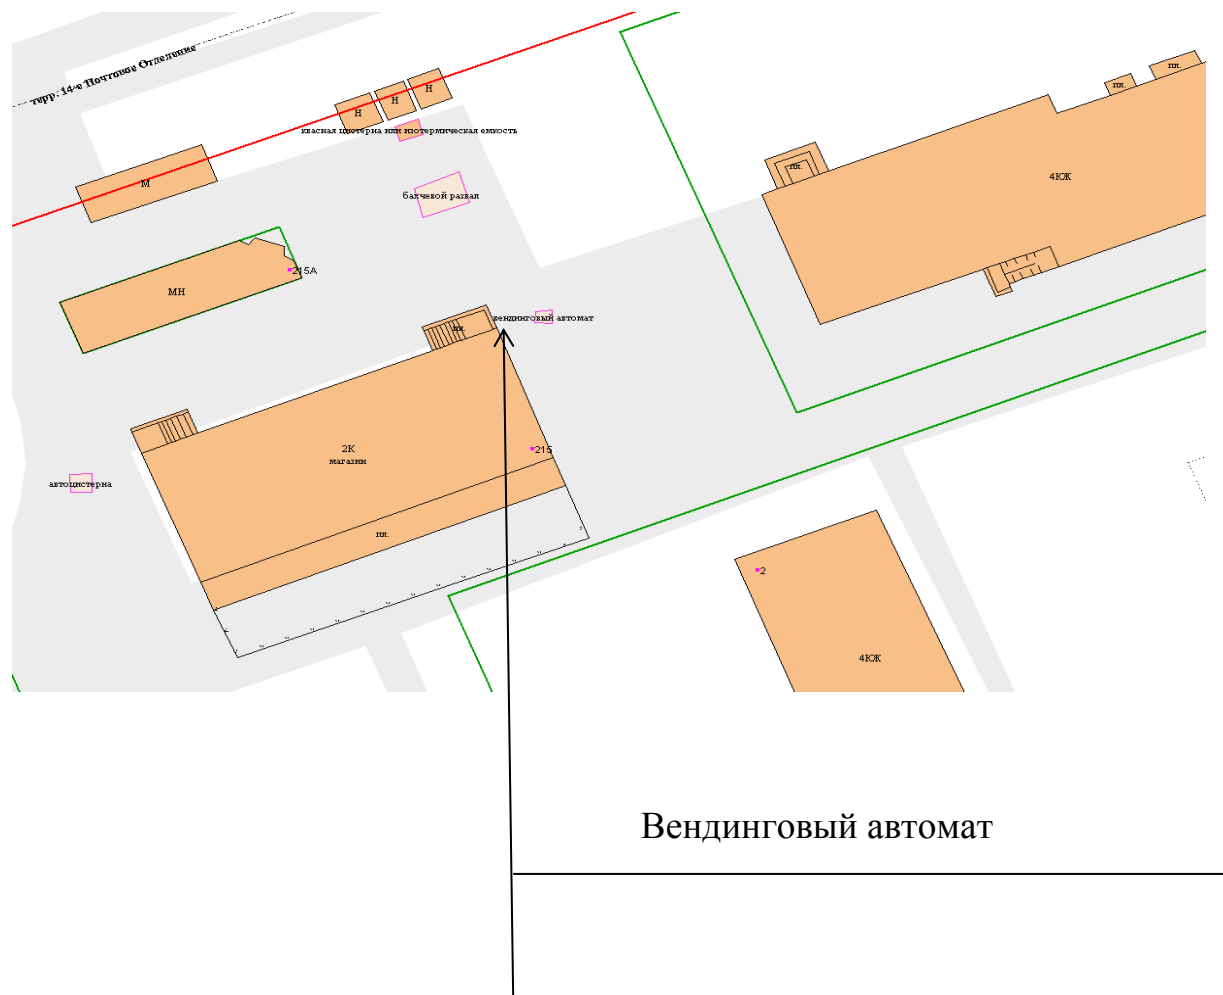 терр. 14-е Почтовое Отделение
Н
Н
Н
квасная цистерна или изотермическая емкость
М
бахчевой развал
215А
МН
пл.
вендинговый автомат
пл.
пл.
пл.
4КЖ
2К
магазин
215
автоцистерна
пл.
2
4КЖ
Вендинговый автомат